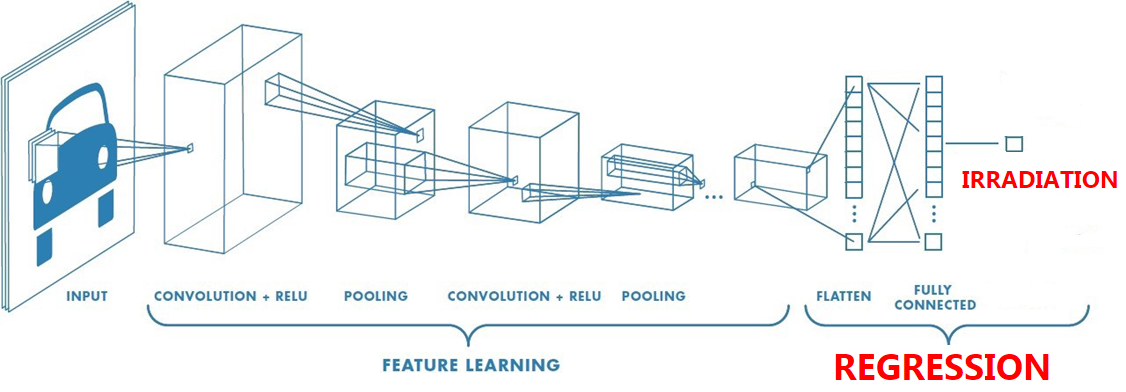 IRRADIATION
INPUT
CONVOLUTION + RELU
POOLING
CONVOLUTION + RELU
POOLING
FLATTEN
FULLY
CONNECTED
FEATURE LEARNING
REGRESSION